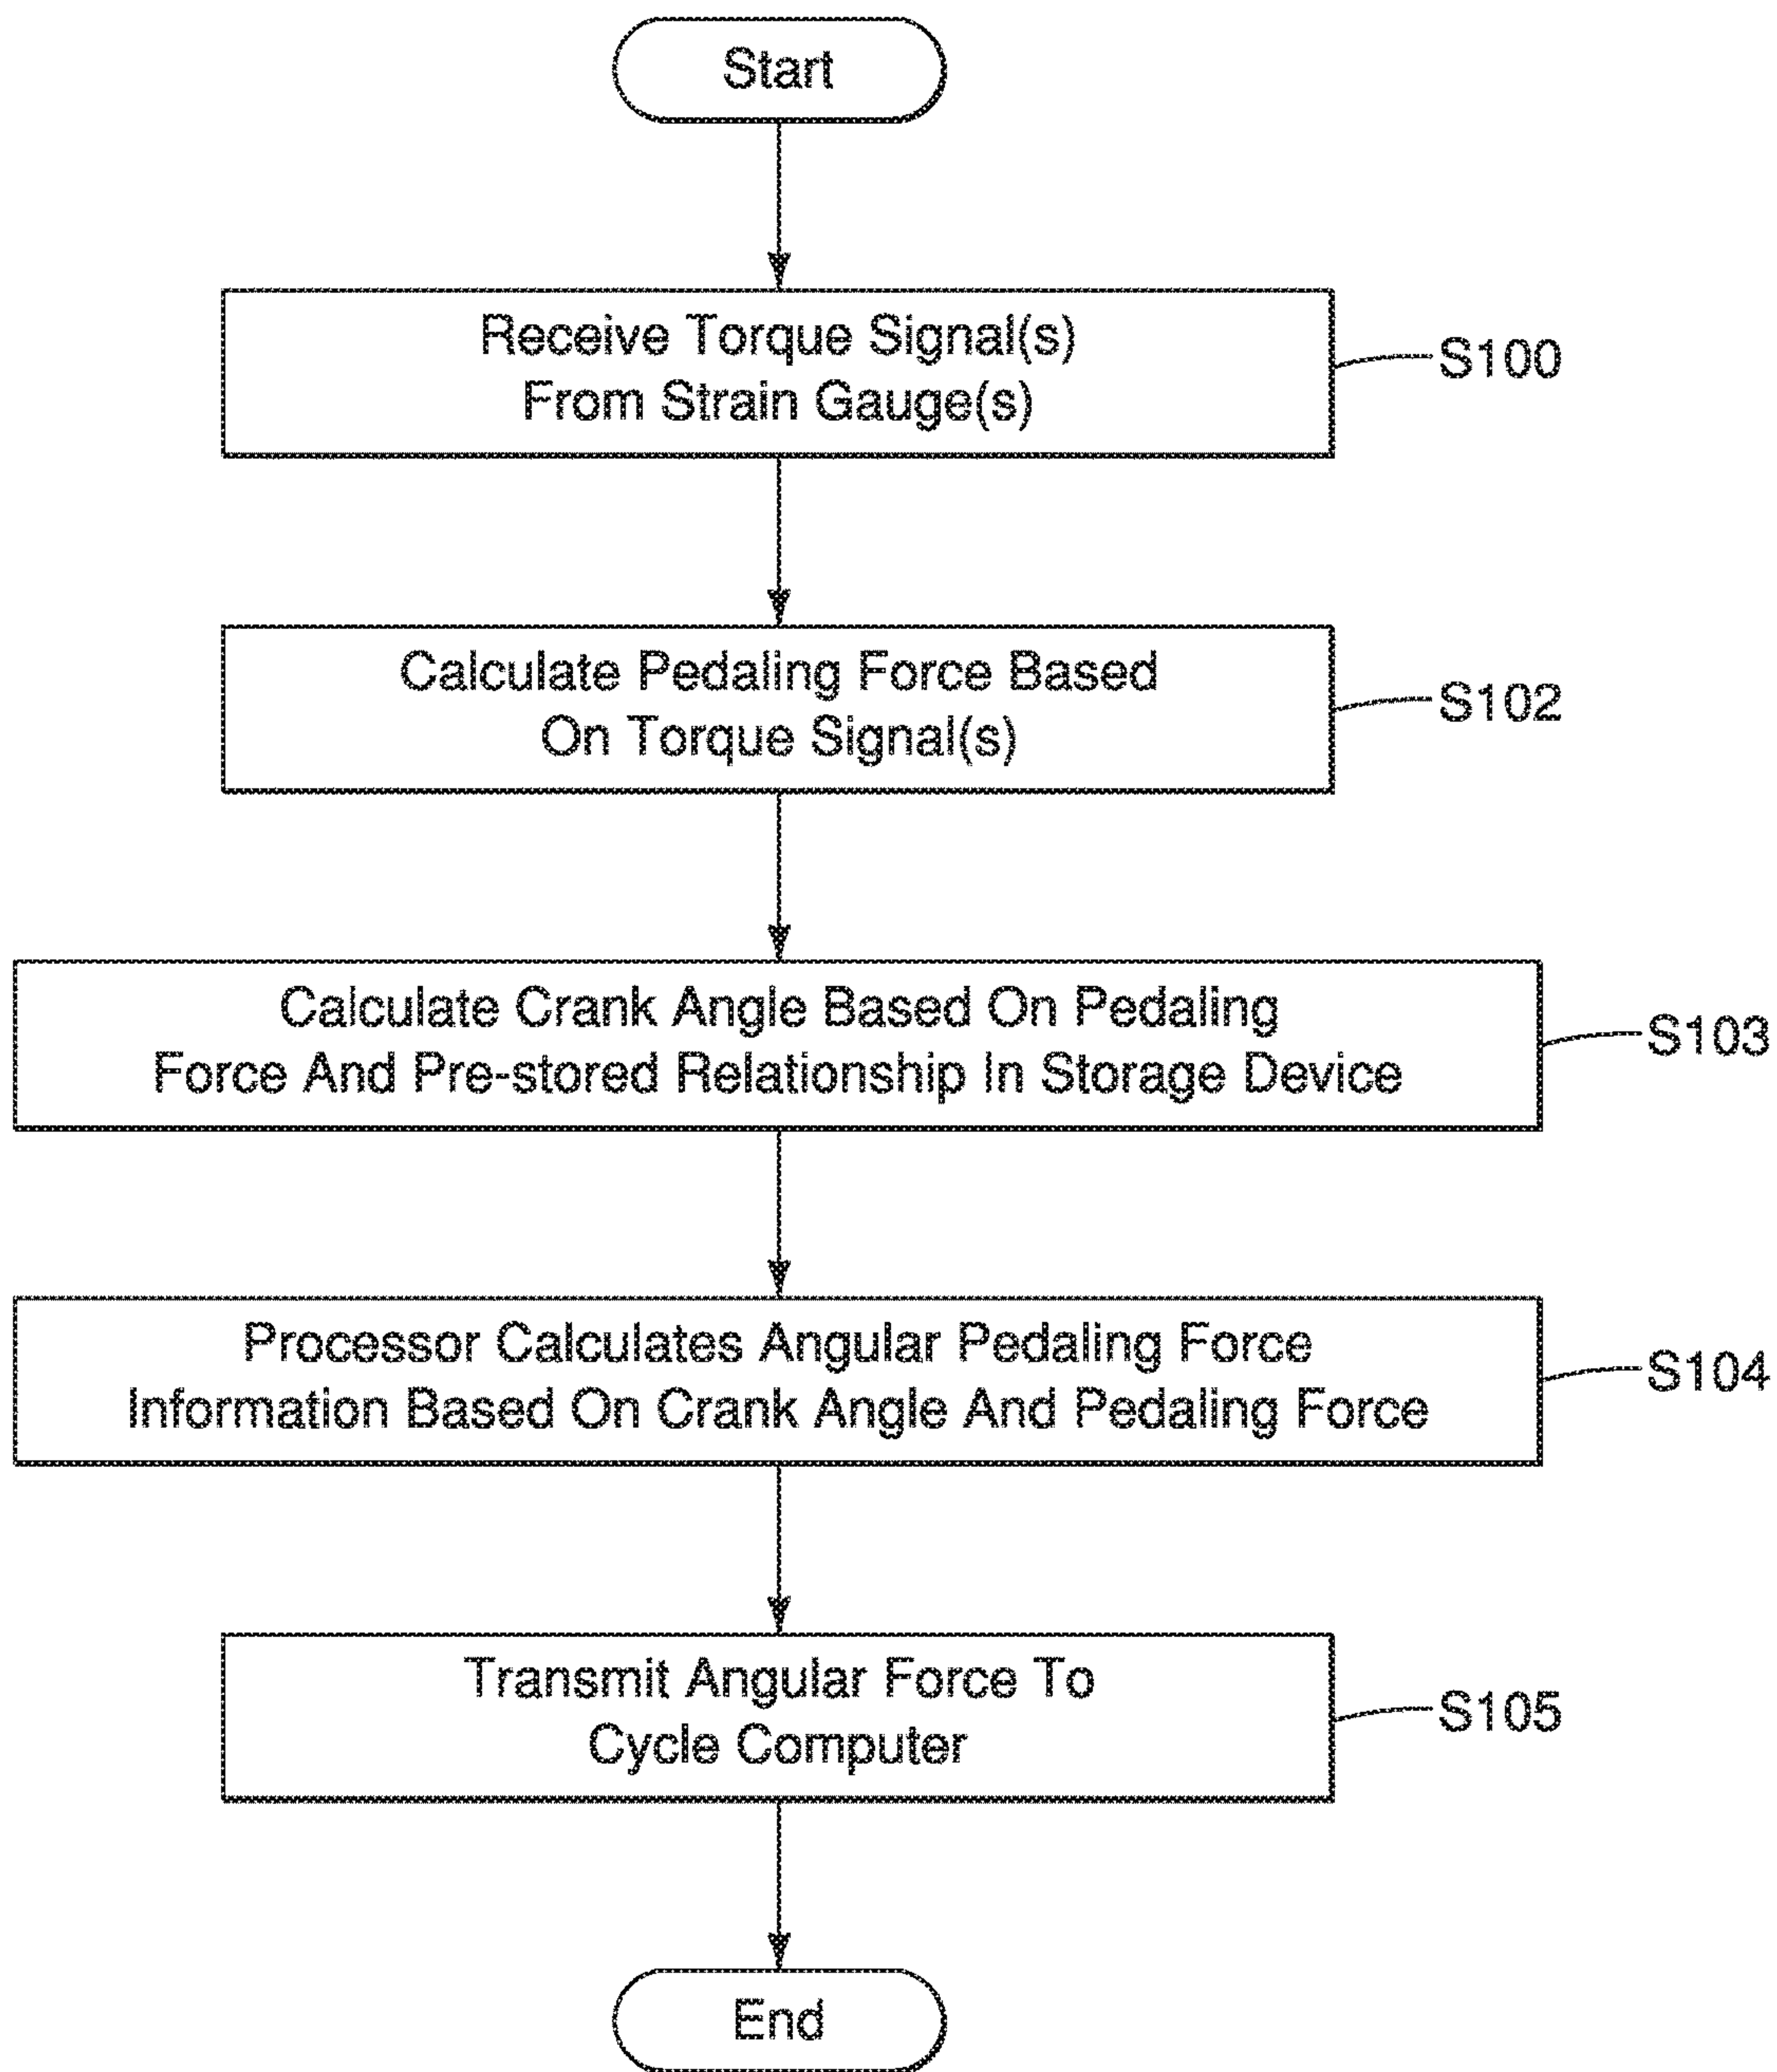 Start
Receive Torque Signal(s)
From Strain Gauge(s)
S100
Calculate Pedaling Force Based
On Torque Signal(s)
S102
Calculate Crank Angle Based On Pedaling
Force And Pre-stored Relationship In Storage Device
S103
Processor Calculates Angular Pedaling Force
Information Based On Crank Angle And Pedaling Force
S104
Transmit Angular Force To
Cycle Computer
S105
End